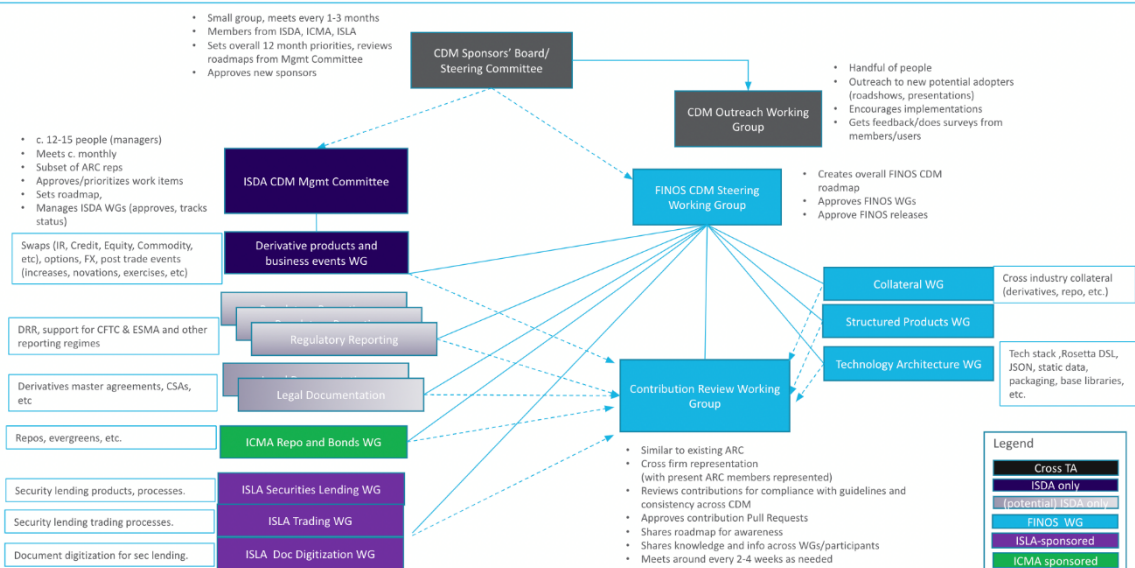 • Small group, meets every 1-3 months
• Members from ISDA, ICMA, ISLA
• Sets overall 12 month priorities, reviews
roadmaps from Mgmt Committee
• Approves new sponsors
CDM Sponsors' Board/
Steering Committee
• Handful of people
• Outreach to new potential adopters
(roadshows, presentations)
• Encourages implementations
• Gets feedback/does surveys from
members/users
CDM Outreach Working
Group
• c. 12-15 people (managers)
• Meets c. monthly
• Subset of ARC reps
• Approves/prioritizes work items
• Sets roadmap,
• Manages ISDA WGs (approves, tracks
status)
ISDA CDM Mgmt Committee
FINOS CDM Steering
Working Group
• Creates overall FINOS CDM
roadmap
• Approves FINOS WGs
• Approve FINOS releases
Swaps (IR, Credit, Equity, Commodity,
etc), options, FX, post trade events
(increases, novations, exercises, etc)
Derivative products and
business events WG
Collateral WG
Cross industry collateral
(derivatives, repo, etc.)
DRR, support for CFTC & ESMA and other
reporting regimes
Regulatory Reporting
Structured Products WG
Technology Architecture WG
Tech stack ,Rosetta DSL,
JSON, static data,
packaging, base libraries,
etc.
Derivatives master agreements, CSAs,
etc
Legal Documentation
Contribution Review Working
Group
Repos, evergreens, etc.
ICMA Repo and Bonds WG
• Similar to existing ARC
• Cross firm representation
(with present ARC members represented)
• Reviews contributions for compliance with guidelines and
consistency across CDM
• Approves contribution Pull Requests
• Shares roadmap for awareness
• Shares knowledge and info across WGs/participants
• Meets around every 2-4 weeks as needed
Security lending products, processes.
ISLA Securities Lending WG
Security lending trading processes.
ISLA Trading WG
Document digitization for sec lending.
ISLA Doc Digitization WG
Legend
Cross TA
ISDA only
(potential) ISDA only
FINOS WG
ISLA-sponsored
ICMA sponsored